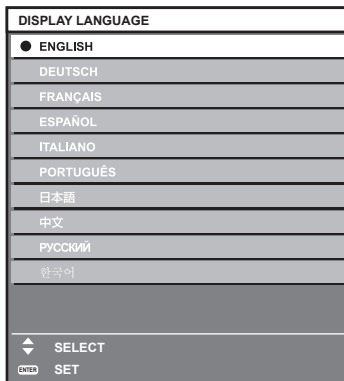 DISPLAY LANGUAGE
ENGLISH
DEUTSCH
FRANÇAIS
ESPAÑOL
ITALIANO
PORTUGUÊS
日本語
中文
РУССКИЙ
한국어
SELECT
ENTER SET